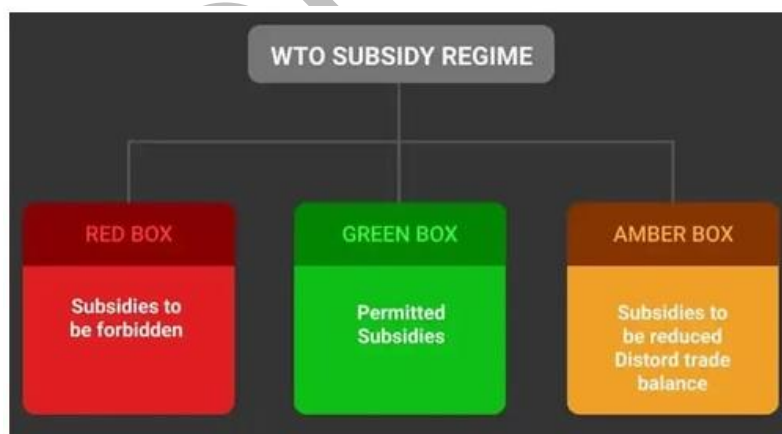 WTO SUBSIDY REGIME
RED BOX
Subsidies to
be forbidden
GREEN BOX
Permitted
Subsidies
AMBER BOX
Subsidies to
be reduced
Distord trade
balance